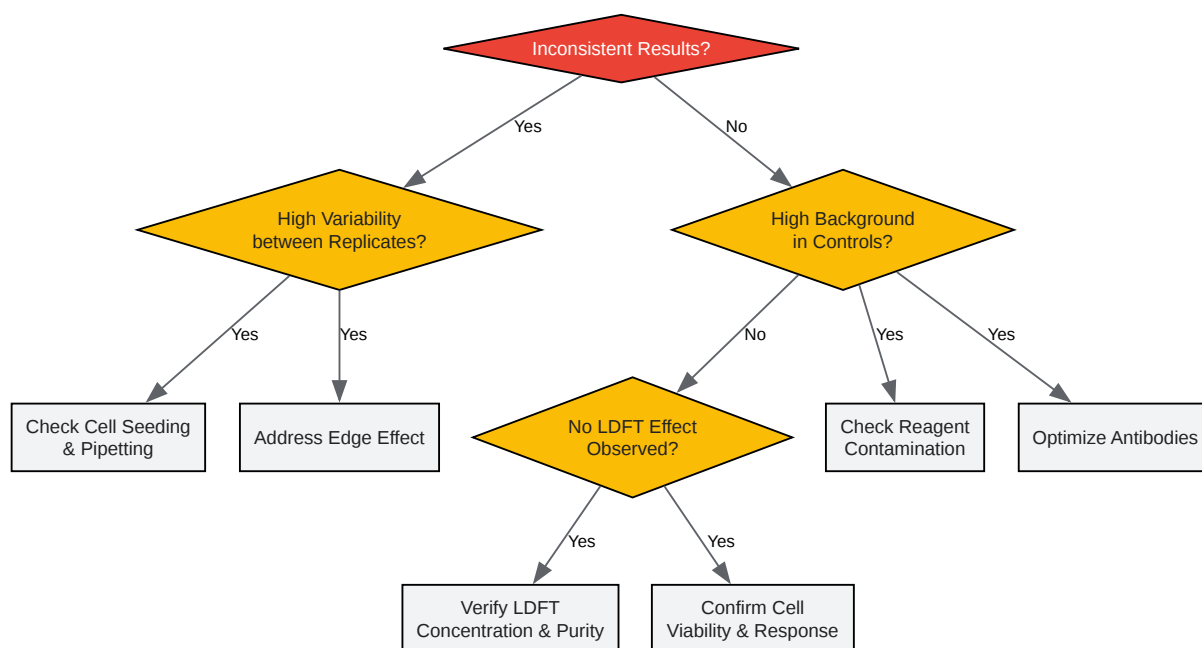 Inconsistent Results?
Yes
No
High Variability
between Replicates?
High Background
in Controls?
Yes
Yes
No
Yes
Yes
Check Cell Seeding
& Pipetting
Address Edge Effect
No LDFT Effect
Observed?
Check Reagent
Contamination
Optimize Antibodies
Yes
Yes
Verify LDFT
Concentration & Purity
Confirm Cell
Viability & Response